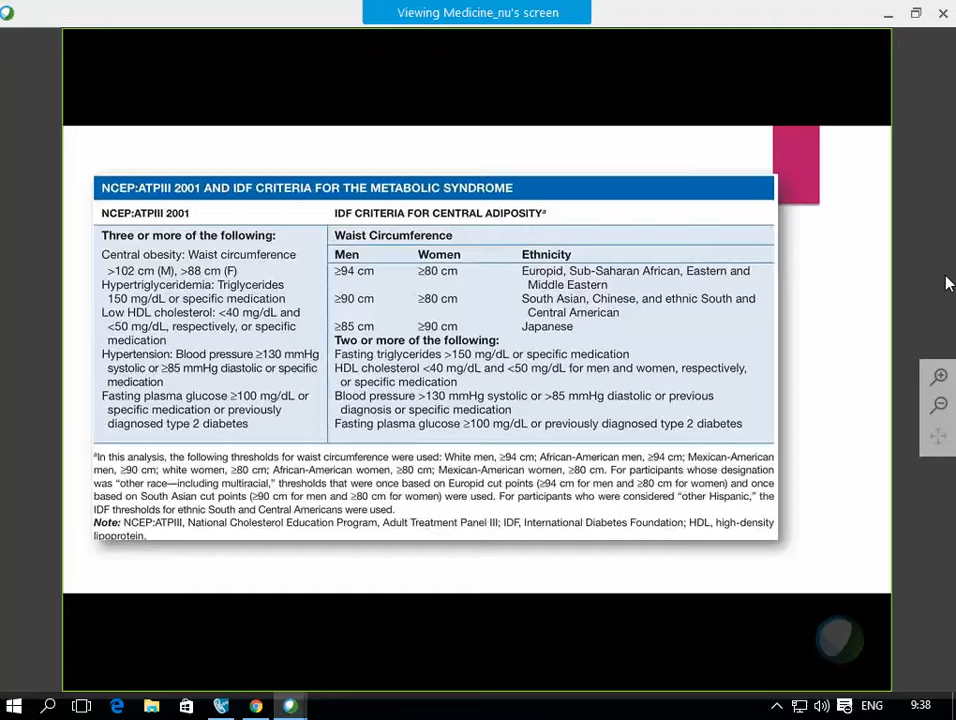 Viewing Medicine_nu's screen
NCEP:ATPIII 2001 AND IDF CRITERIA FOR THE METABOLIC SYNDROME
NCEP:ATPIII 2001
Three or more of the following:
Central obesity: Waist circumference
>102 cm (M), >88 cm (F)
Hypertriglyceridemia: Triglycerides
150 mg/dL or specific medication
Low HDL cholesterol: <40 mg/dL and
<50 mg/dL, respectively, or specific
medication
Hypertension: Blood pressure ≥130 mmHg
systolic or ≥85 mmHg diastolic or specific
medication
Fasting plasma glucose ≥100 mg/dL or
specific medication or previously
diagnosed type 2 diabetes
IDF CRITERIA FOR CENTRAL ADIPOSITYª
Waist Circumference
Men Women Ethnicity
≥94 cm ≥80 cm Europid, Sub-Saharan African, Eastern and
Middle Eastern
≥90 cm ≥80 cm South Asian, Chinese, and ethnic South and
Central American
≥85 cm ≥90 cm Japanese
Two or more of the following:
Fasting triglycerides >150 mg/dL or specific medication
HDL cholesterol <40 mg/dL and <50 mg/dL for men and women, respectively,
or specific medication
Blood pressure >130 mmHg systolic or >85 mmHg diastolic or previous
diagnosis or specific medication
Fasting plasma glucose ≥100 mg/dL or previously diagnosed type 2 diabetes
ªIn this analysis, the following thresholds for waist circumference were used: White men, ≥94 cm; African-American men, ≥94 cm; Mexican-American
men, ≥90 cm; white women, ≥80 cm; African-American women, ≥80 cm; Mexican-American women, ≥80 cm. For participants whose designation
was “other race—including multiracial,” thresholds that were once based on Europid cut points (≥94 cm for men and ≥80 cm for women) and once
based on South Asian cut points (≥90 cm for men and ≥80 cm for women) were used. For participants who were considered “other Hispanic,” the
IDF thresholds for ethnic South and Central Americans were used.
Note: NCEP:ATPIII, National Cholesterol Education Program, Adult Treatment Panel III; IDF, International Diabetes Foundation; HDL, high-density
lipoprotein.
ENG
9:38